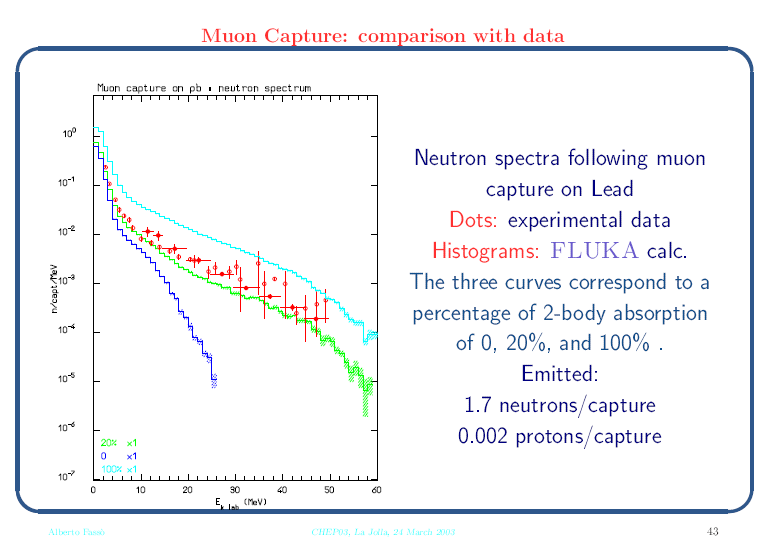 Muon Capture: comparison with data
Muon capture on Pb : neutron spectrum
10^0
10^-1
10^-2
10^-3
10^-4
10^-5
10^-6
10^-7
n/capt/MeV
20% x1
0 x1
100% x1
0 10 20 30 40 50 60
E_k lab (MeV)
Neutron spectra following muon
capture on Lead
Dots: experimental data
Histograms: FLUKA calc.
The three curves correspond to a
percentage of 2-body absorption
of 0, 20%, and 100% .
Emitted:
1.7 neutrons/capture
0.002 protons/capture
Alberto Fassò
CHEP03, La Jolla, 24 March 2003
43